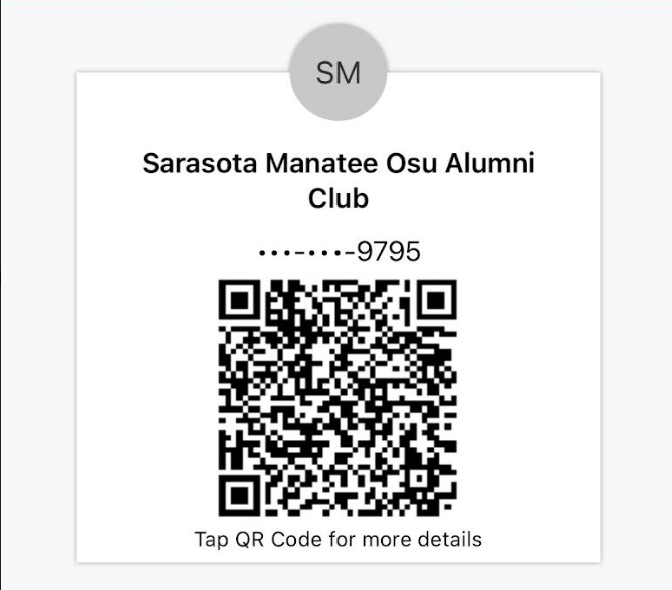 SM
Sarasota Manatee Osu Alumni
Club
•••-•••-9795
Tap QR Code for more details